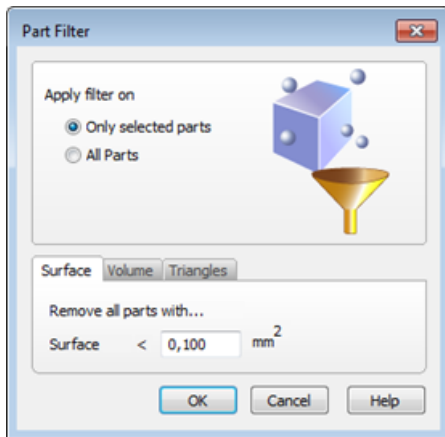 Part Filter
Apply filter on
Only selected parts
All Parts
Surface Volume Triangles
Remove all parts with...
Surface < 0,100 mm2
OK Cancel Help